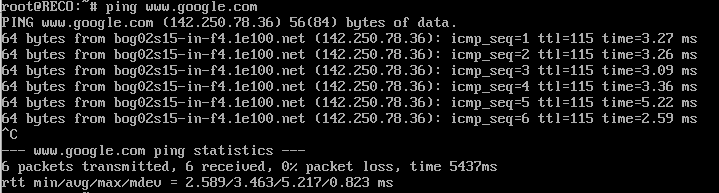 root@RECO:~# ping www.google.com
PING www.google.com (142.250.78.36) 56(84) bytes of data.
64 bytes from bog02s15-in-f4.1e100.net (142.250.78.36): icmp_seq=1 ttl=115 time=3.27 ms
64 bytes from bog02s15-in-f4.1e100.net (142.250.78.36): icmp_seq=2 ttl=115 time=3.26 ms
64 bytes from bog02s15-in-f4.1e100.net (142.250.78.36): icmp_seq=3 ttl=115 time=3.09 ms
64 bytes from bog02s15-in-f4.1e100.net (142.250.78.36): icmp_seq=4 ttl=115 time=3.36 ms
64 bytes from bog02s15-in-f4.1e100.net (142.250.78.36): icmp_seq=5 ttl=115 time=5.22 ms
64 bytes from bog02s15-in-f4.1e100.net (142.250.78.36): icmp_seq=6 ttl=115 time=2.59 ms
^C
--- www.google.com ping statistics ---
6 packets transmitted, 6 received, 0% packet loss, time 5437ms
rtt min/avg/max/mdev = 2.589/3.463/5.217/0.823 ms